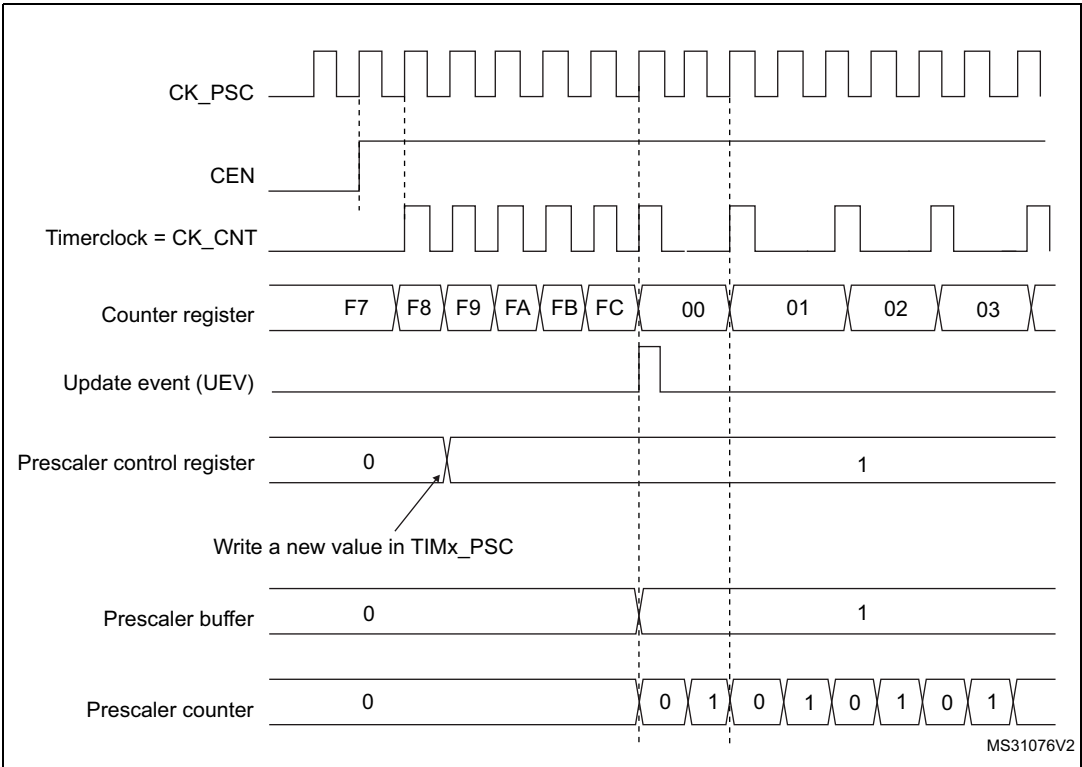 CK_PSC
CEN
Timerclock = CK_CNT
Counter register F7 F8 F9 FA FB FC 00 01 02 03
Update event (UEV)
Prescaler control register 0 1
Write a new value in TIMx_PSC
Prescaler buffer 0 1
Prescaler counter 0 0 1 0 1 0 1 0 1
MS31076V2